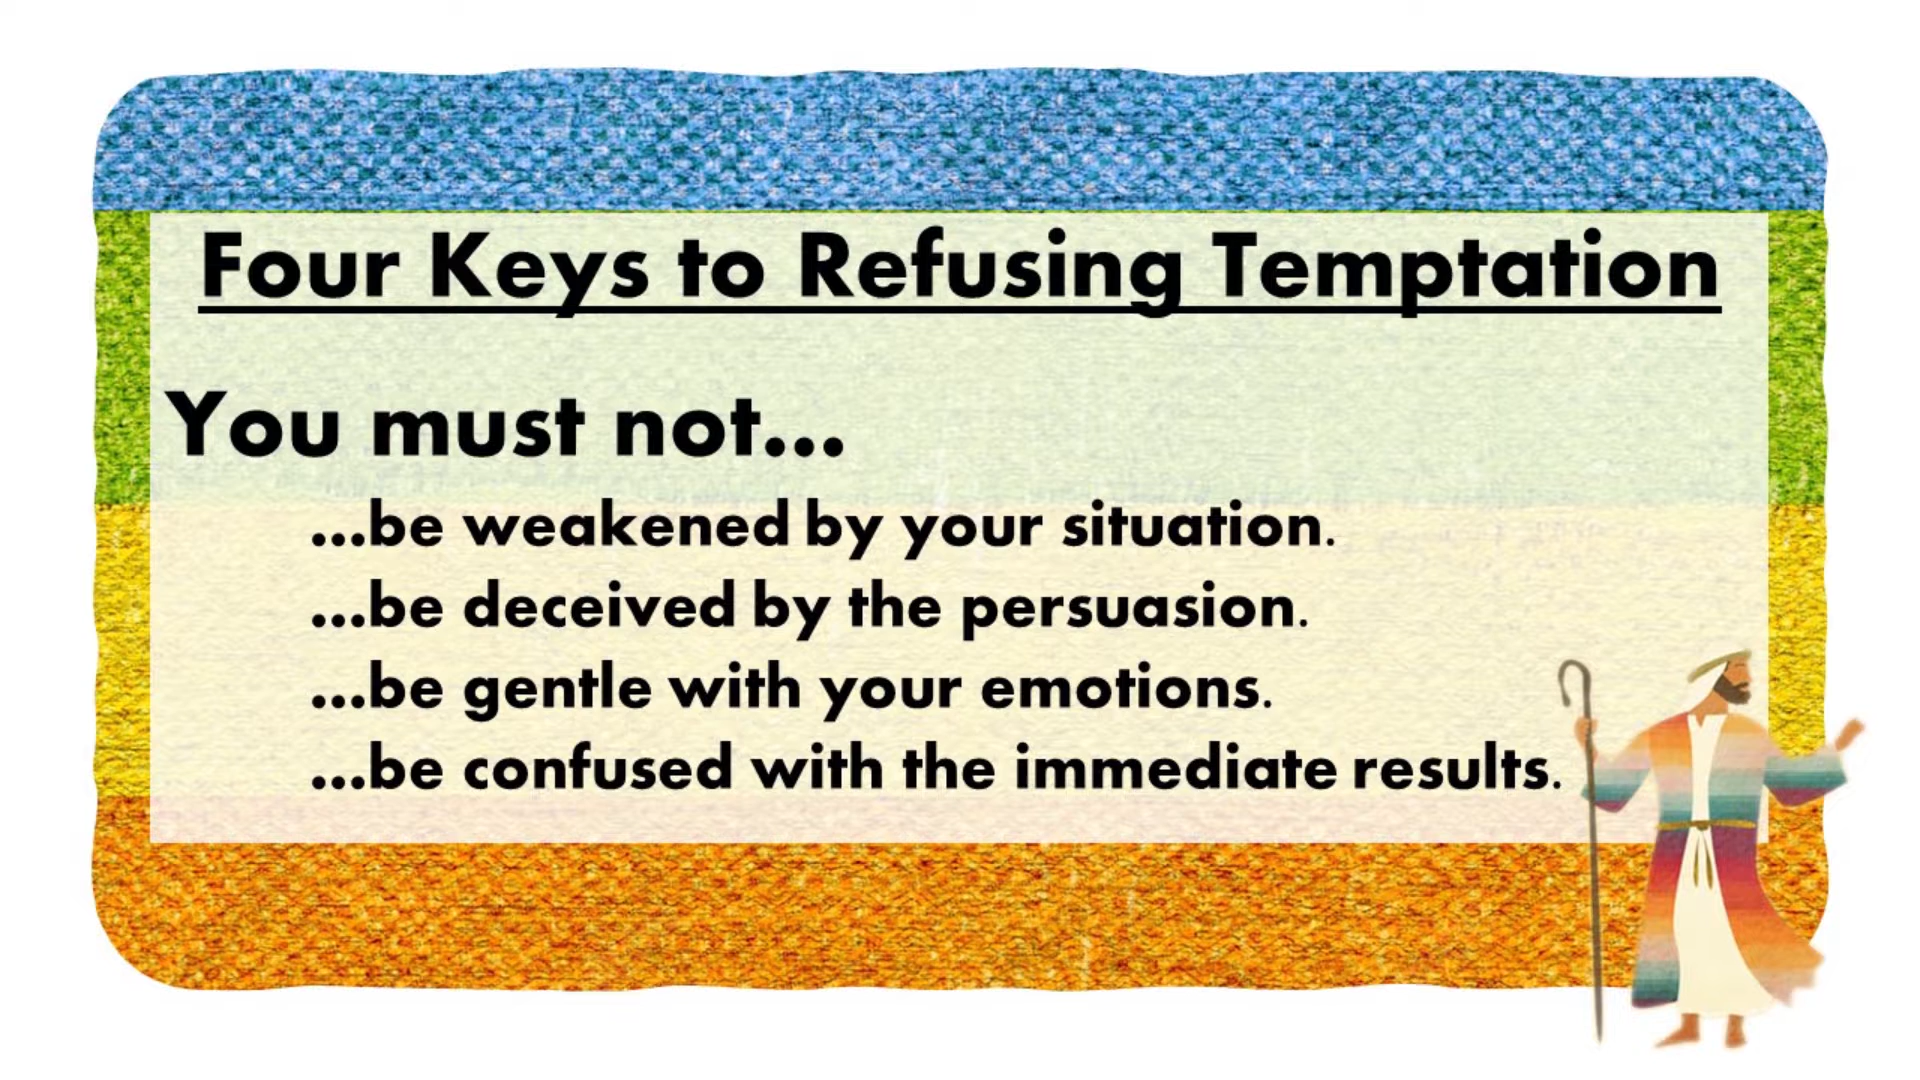 Four Keys to Refusing Temptation
You must not...
...be weakened by your situation.
...be deceived by the persuasion.
...be gentle with your emotions.
...be confused with the immediate results.